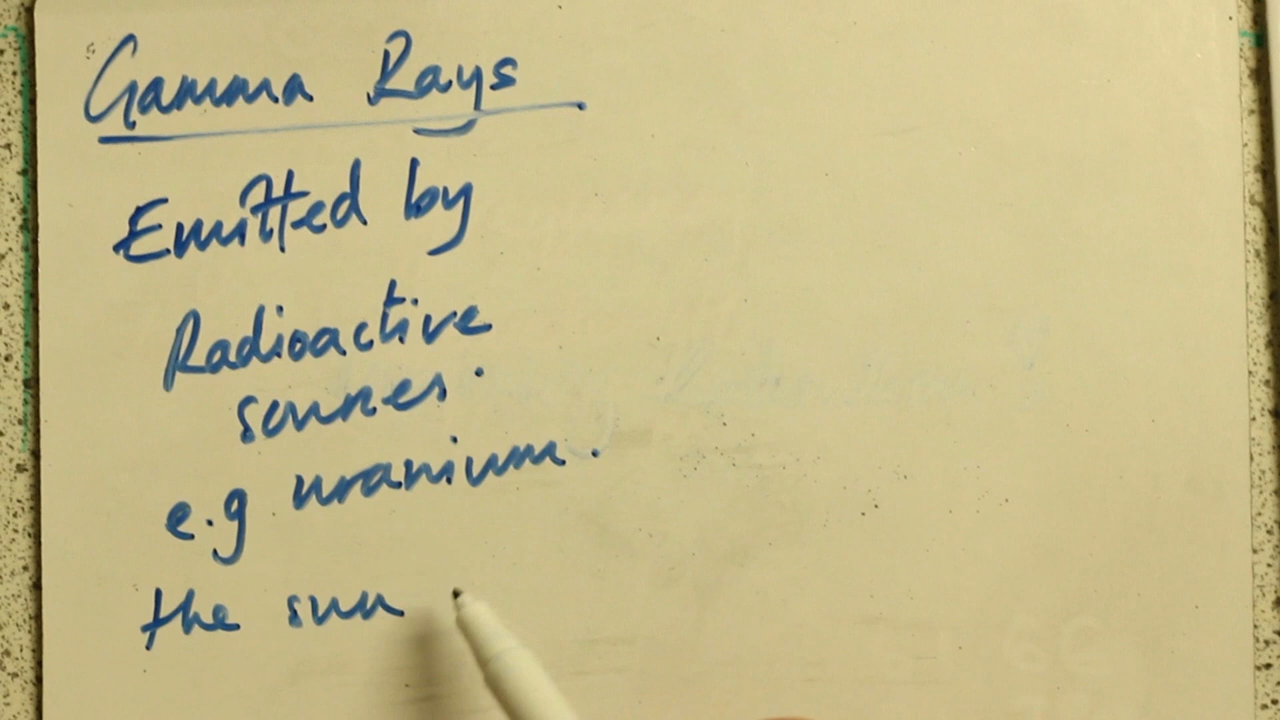 Gamma Rays
Emitted by
Radioactive
sources.
e.g uranium.
the sun